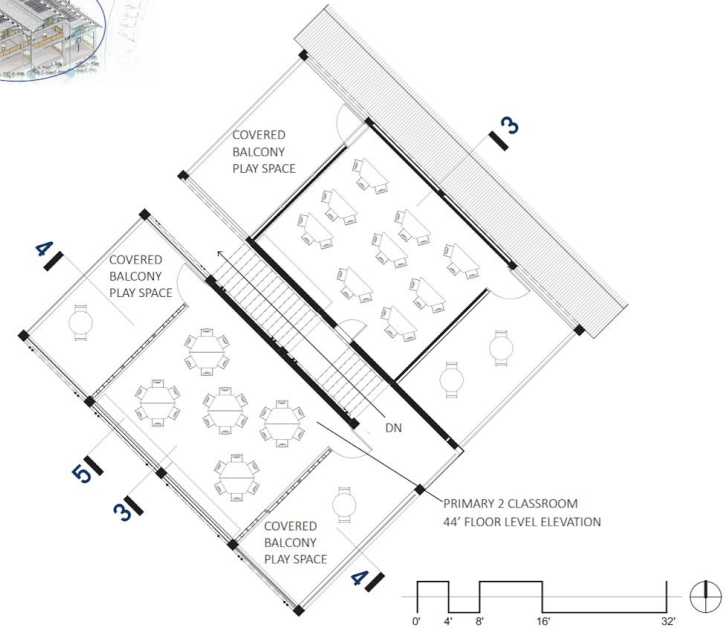 COVERED
BALCONY
PLAY SPACE
3
4
COVERED
BALCONY
PLAY SPACE
DN
5
3
PRIMARY 2 CLASSROOM
44' FLOOR LEVEL ELEVATION
COVERED
BALCONY
PLAY SPACE
4
0' 4' 8' 16' 32'